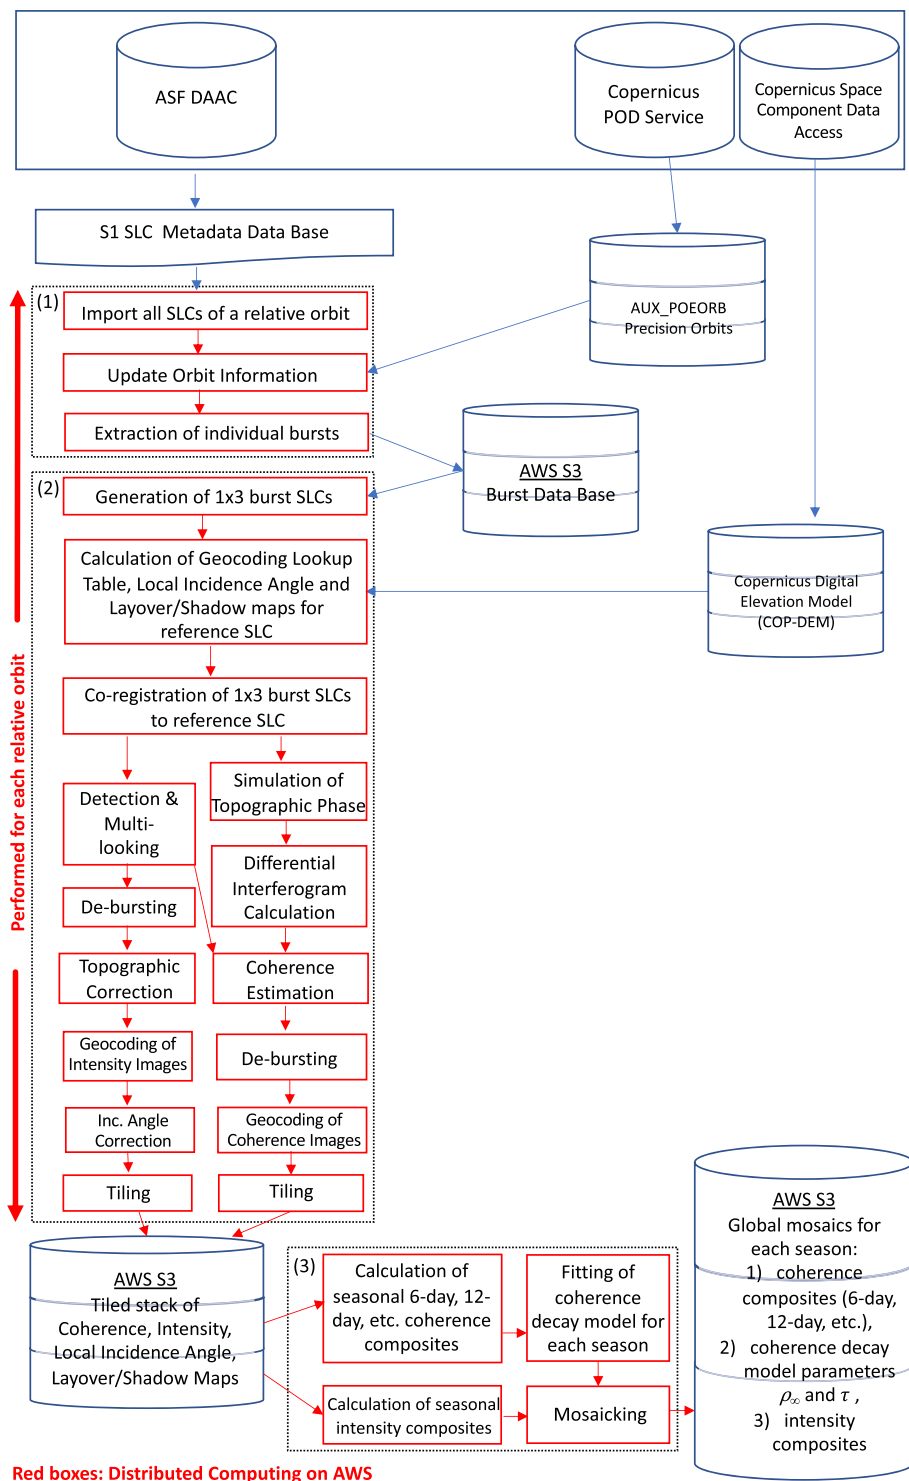 ASF DAAC
Copernicus
POD Service
Copernicus Space
Component Data
Access
S1 SLC  Metadata Data Base
(1)
Import all SLCs of a relative orbit
Update Orbit Information
Extraction of individual bursts
AUX_POEORB
Precision Orbits
AWS S3
Burst Data Base
(2)
Generation of 1x3 burst SLCs
Calculation of Geocoding Lookup
Table, Local Incidence Angle and
Layover/Shadow maps for
reference SLC
Copernicus Digital
Elevation Model
(COP-DEM)
Performed for each relative orbit
Co-registration of 1x3 burst SLCs
to reference SLC
Detection &
Multi-
looking
De-bursting
Topographic
Correction
Geocoding of
Intensity Images
Inc. Angle
Correction
Tiling
Simulation of
Topographic Phase
Differential
Interferogram
Calculation
Coherence
Estimation
De-bursting
Geocoding of
Coherence Images
Tiling
AWS S3
Tiled stack of
Coherence, Intensity,
Local Incidence Angle,
Layover/Shadow Maps
(3)
Calculation of
seasonal 6-day, 12-
day, etc. coherence
composites
Fitting of
coherence
decay model for
each season
Calculation of seasonal
intensity composites
Mosaicking
AWS S3
Global mosaics for
each season:
1) coherence
composites (6-day,
12-day, etc.),
2) coherence decay
model parameters
ρ∞ and τ ,
3) intensity
composites
Red boxes: Distributed Computing on AWS